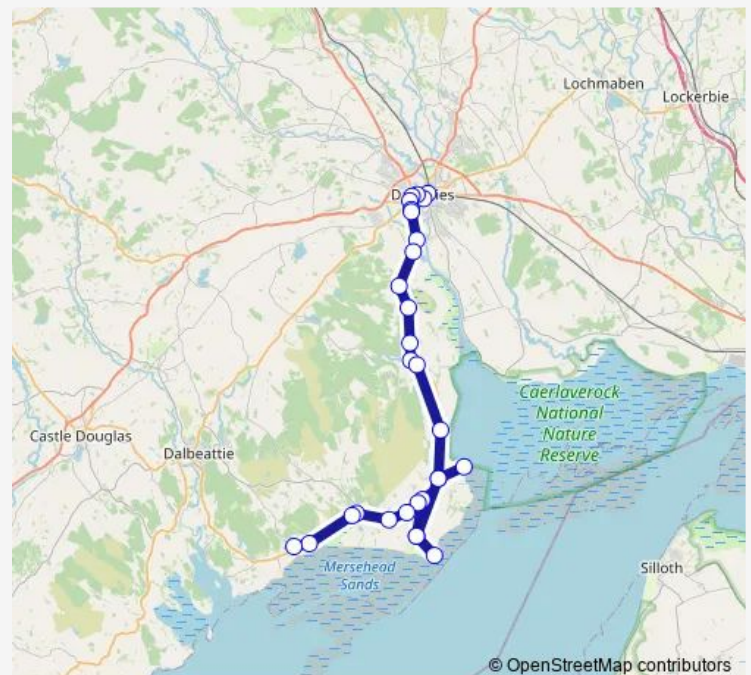 Lochmaben
Lockerbie
Caerlaverock
National
Nature
Reserve
Castle Douglas
Dalbeattie
Mersehead
Sands
Silloth
© OpenStreetMap contributors